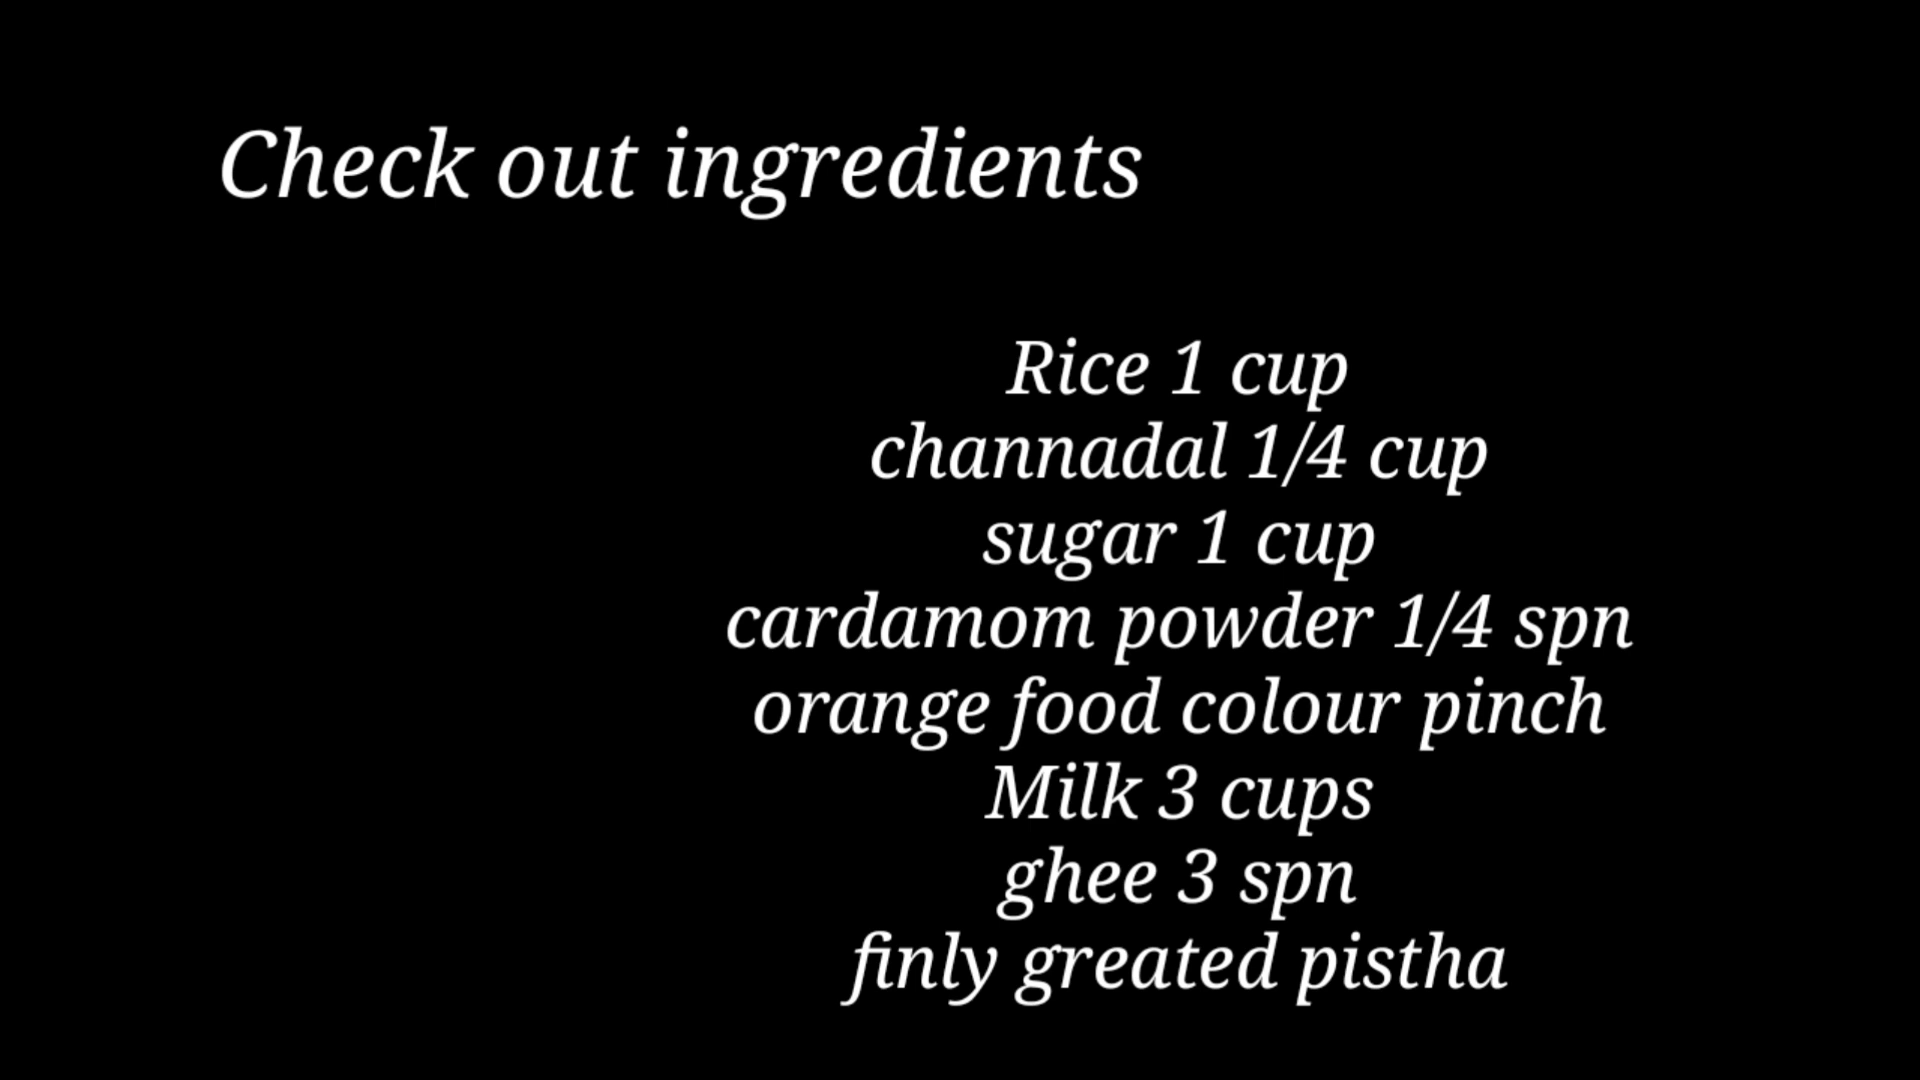 Check out ingredients
Rice 1 cup
channadal 1/4 cup
sugar 1 cup
cardamom powder 1/4 spn
orange food colour pinch
Milk 3 cups
ghee 3 spn
finly greated pistha